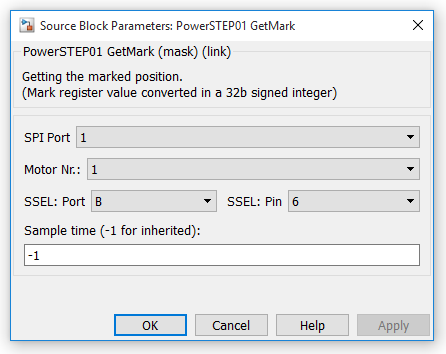 Source Block Parameters: PowerSTEP01 GetMark
PowerSTEP01 GetMark (mask) (link)
Getting the marked position.
(Mark register value converted in a 32b signed integer)
SPI Port 1
Motor Nr.: 1
SSEL: Port B SSEL: Pin 6
Sample time (-1 for inherited):
-1
OK Cancel Help Apply